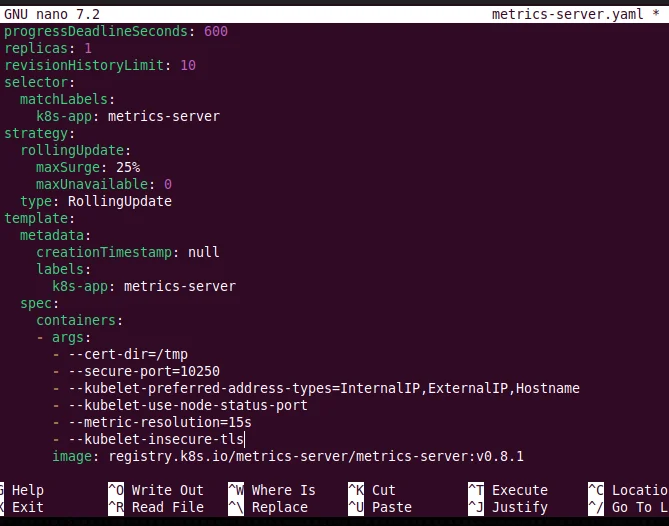 GNU nano 7.2 metrics-server.yaml *
progressDeadlineSeconds: 600
replicas: 1
revisionHistoryLimit: 10
selector:
  matchLabels:
    k8s-app: metrics-server
strategy:
  rollingUpdate:
    maxSurge: 25%
    maxUnavailable: 0
  type: RollingUpdate
template:
  metadata:
    creationTimestamp: null
    labels:
      k8s-app: metrics-server
  spec:
    containers:
    - args:
      - --cert-dir=/tmp
      - --secure-port=10250
      - --kubelet-preferred-address-types=InternalIP,ExternalIP,Hostname
      - --kubelet-use-node-status-port
      - --metric-resolution=15s
      - --kubelet-insecure-tls
      image: registry.k8s.io/metrics-server/metrics-server:v0.8.1
G Help ^O Write Out ^W Where Is ^K Cut ^T Execute ^C Locatio
X Exit ^R Read File ^\ Replace ^U Paste ^J Justify ^/ Go To L